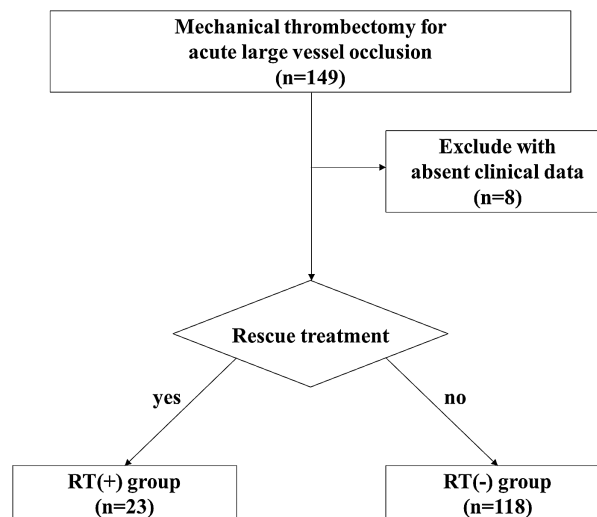 Mechanical thrombectomy for
acute large vessel occlusion
(n=149)
Exclude with
absent clinical data
(n=8)
Rescue treatment
yes
no
RT(+) group
(n=23)
RT(-) group
(n=118)